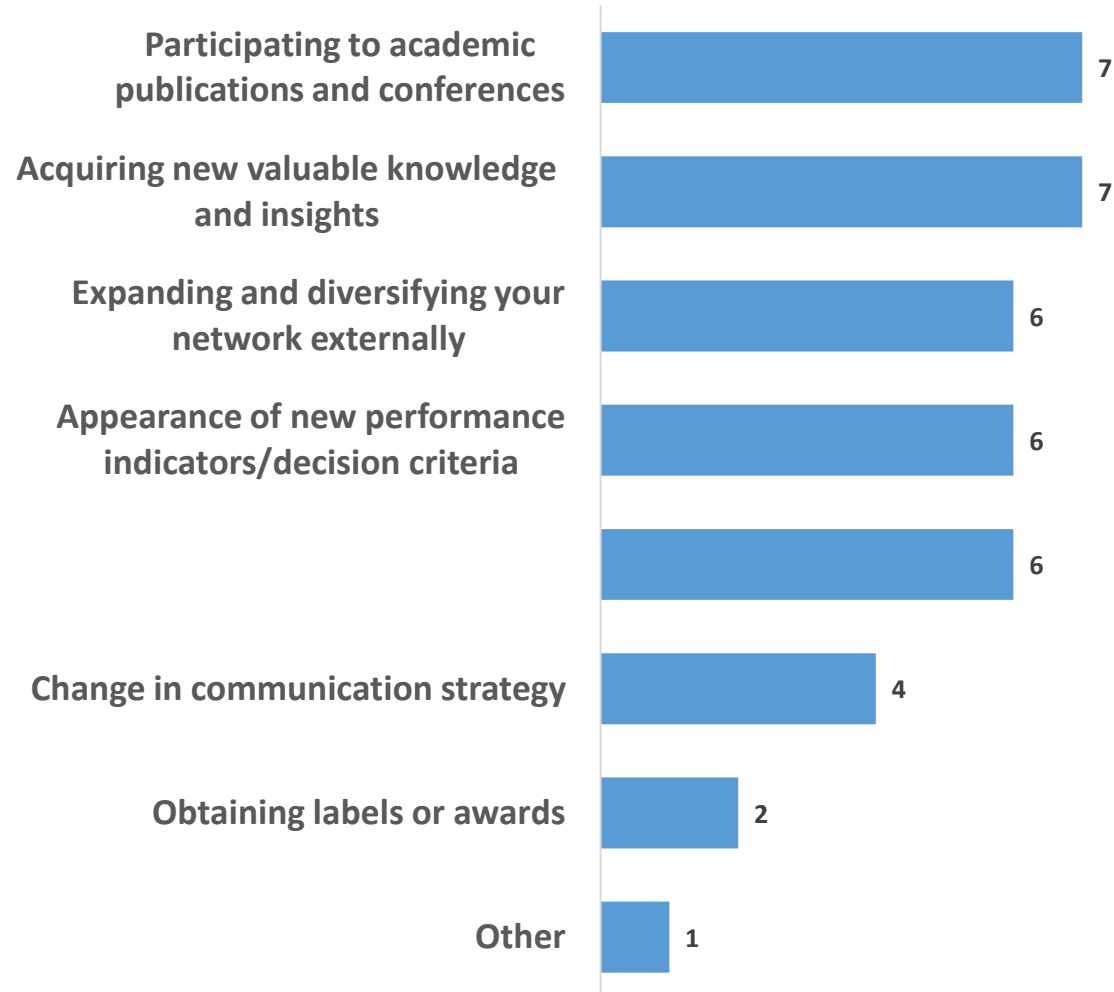 Participating to academic
publications and conferences
7
Acquiring new valuable knowledge
and insights
7
Expanding and diversifying your
network externally
6
Appearance of new performance
indicators/decision criteria
6
6
Change in communication strategy
4
Obtaining labels or awards
2
Other
1